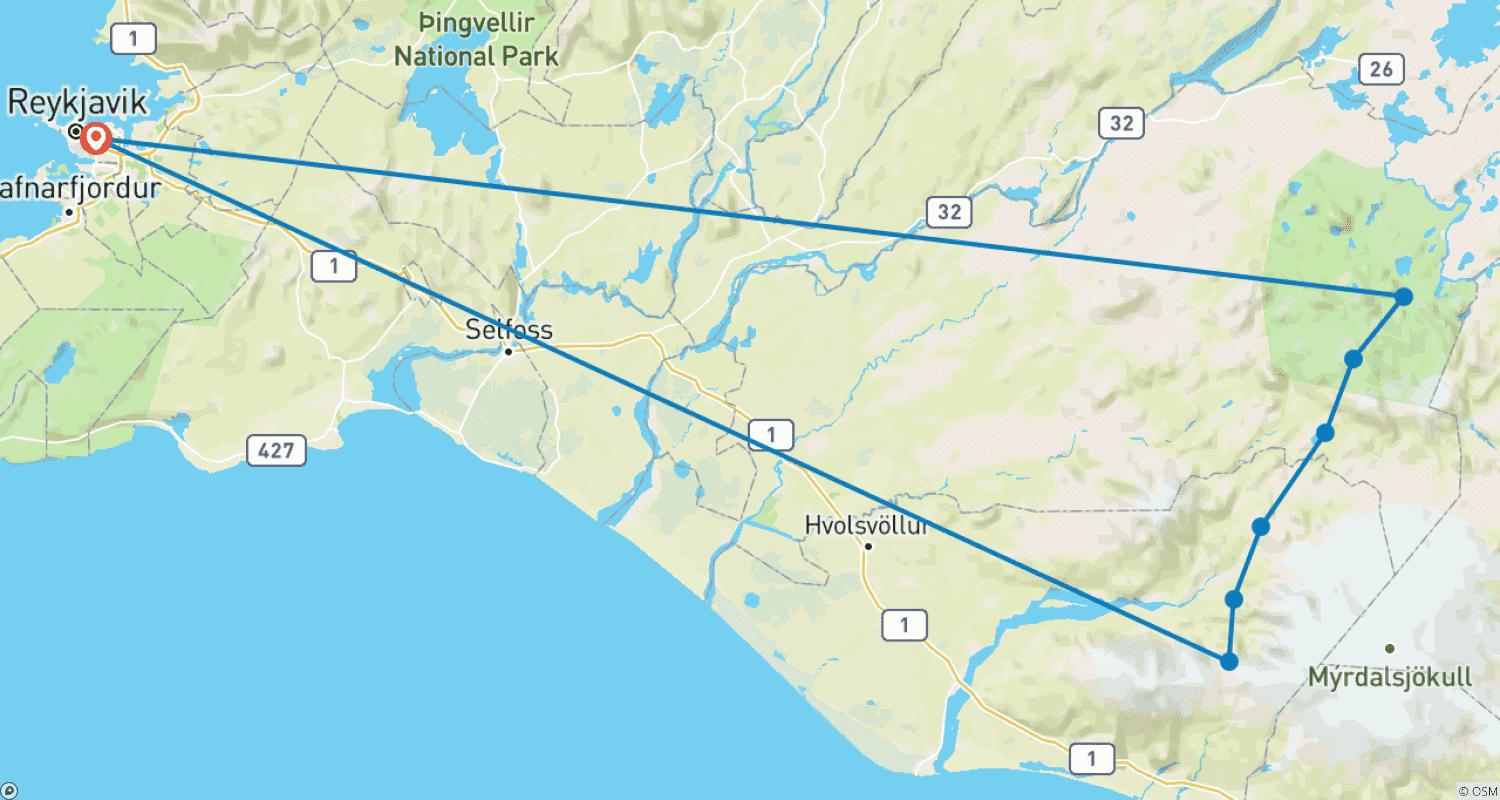 Þingvellir
National Park
1
26
Reykjavik
32
afnarfjordur
32
1
Selfoss
1
427
Hvolsvöllur
1
Mýrdalsjökull
1
© OSM